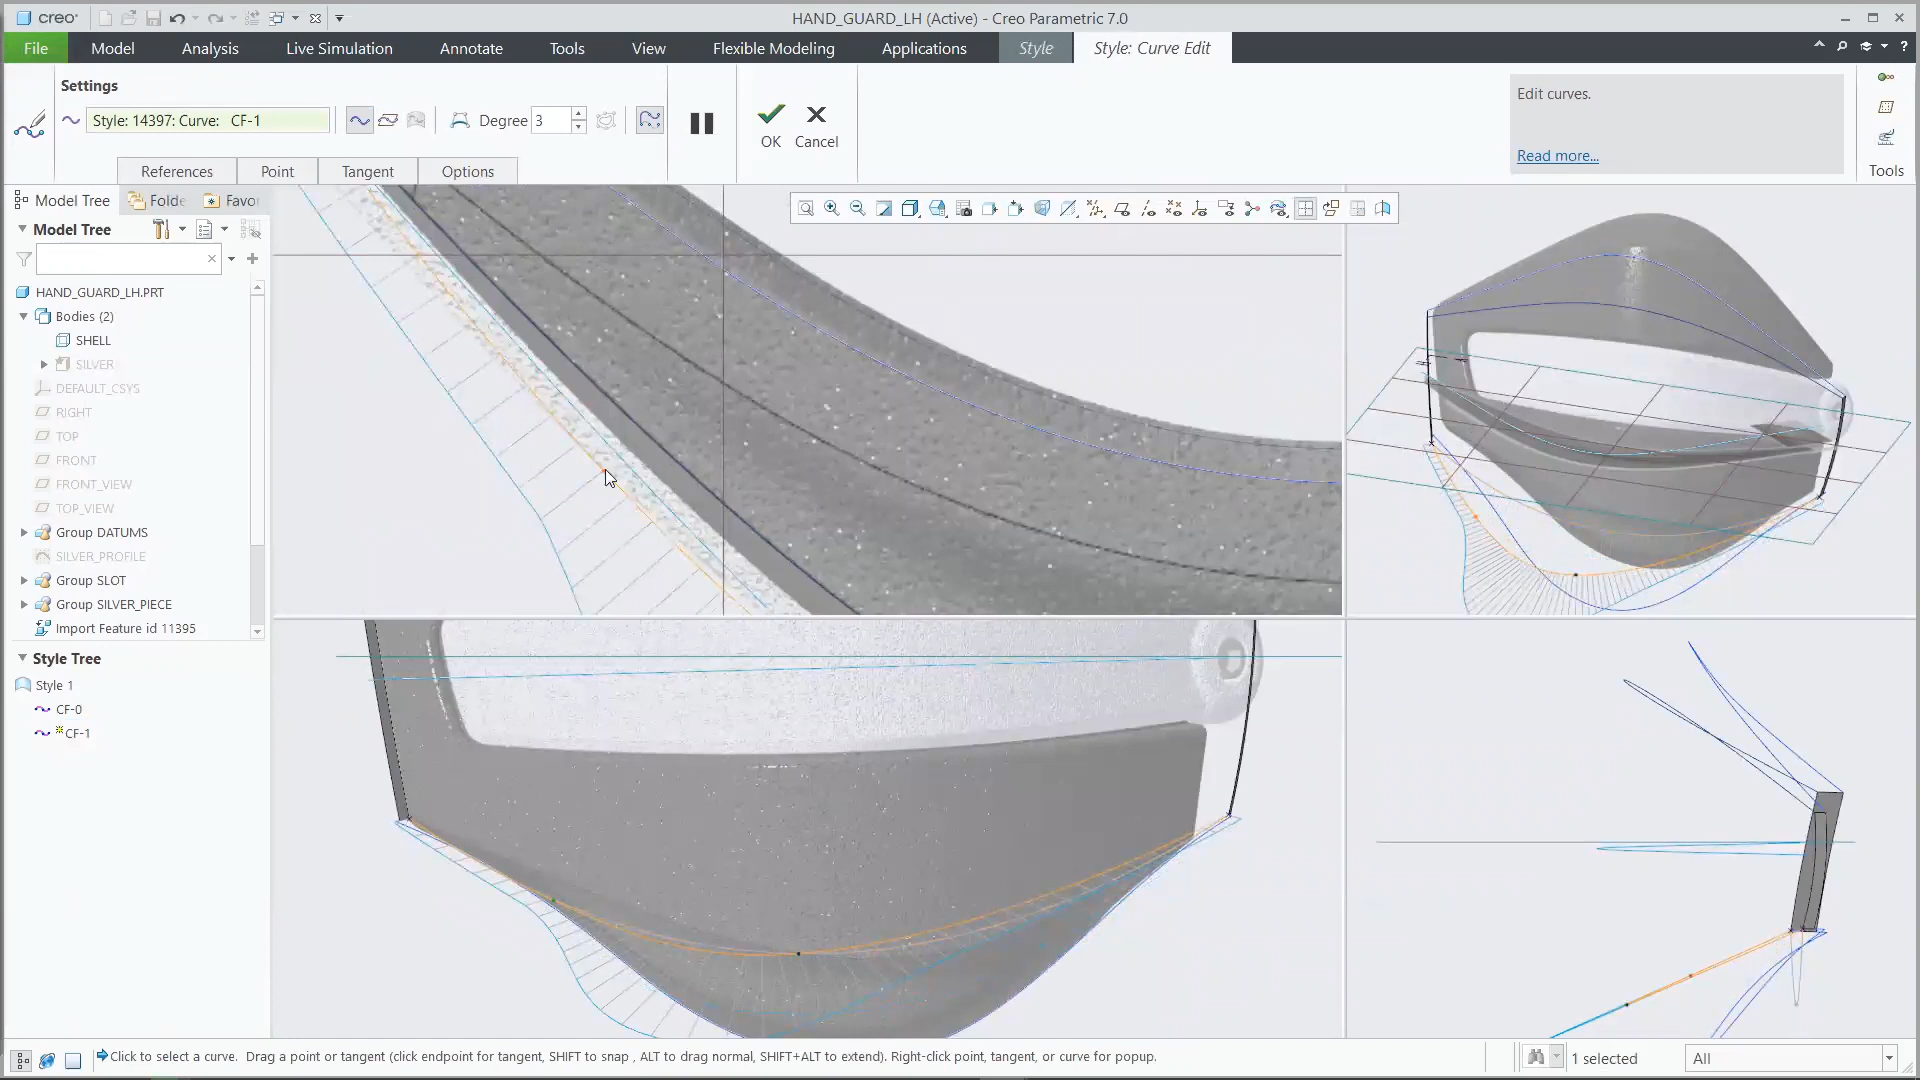 creo
HAND_GUARD_LH (Active) - Creo Parametric 7.0
File
Model
Analysis
Live Simulation
Annotate
Tools
View
Flexible Modeling
Applications
Style
Style: Curve Edit
Settings
Style: 14397: Curve: CF-1
Degree 3
OK
Cancel
References
Point
Tangent
Options
Edit curves.
Read more...
Tools
Model Tree
Folde
Favor
Model Tree
HAND_GUARD_LH.PRT
Bodies (2)
SHELL
SILVER
DEFAULT_CSYS
RIGHT
TOP
FRONT
FRONT_VIEW
TOP_VIEW
Group DATUMS
SILVER_PROFILE
Group SLOT
Group SILVER_PIECE
Import Feature id 11395
Style Tree
Style 1
CF-0
CF-1
Click to select a curve. Drag a point or tangent (click endpoint for tangent, SHIFT to snap , ALT to drag normal, SHIFT+ALT to extend). Right-click point, tangent, or curve for popup.
1 selected
All